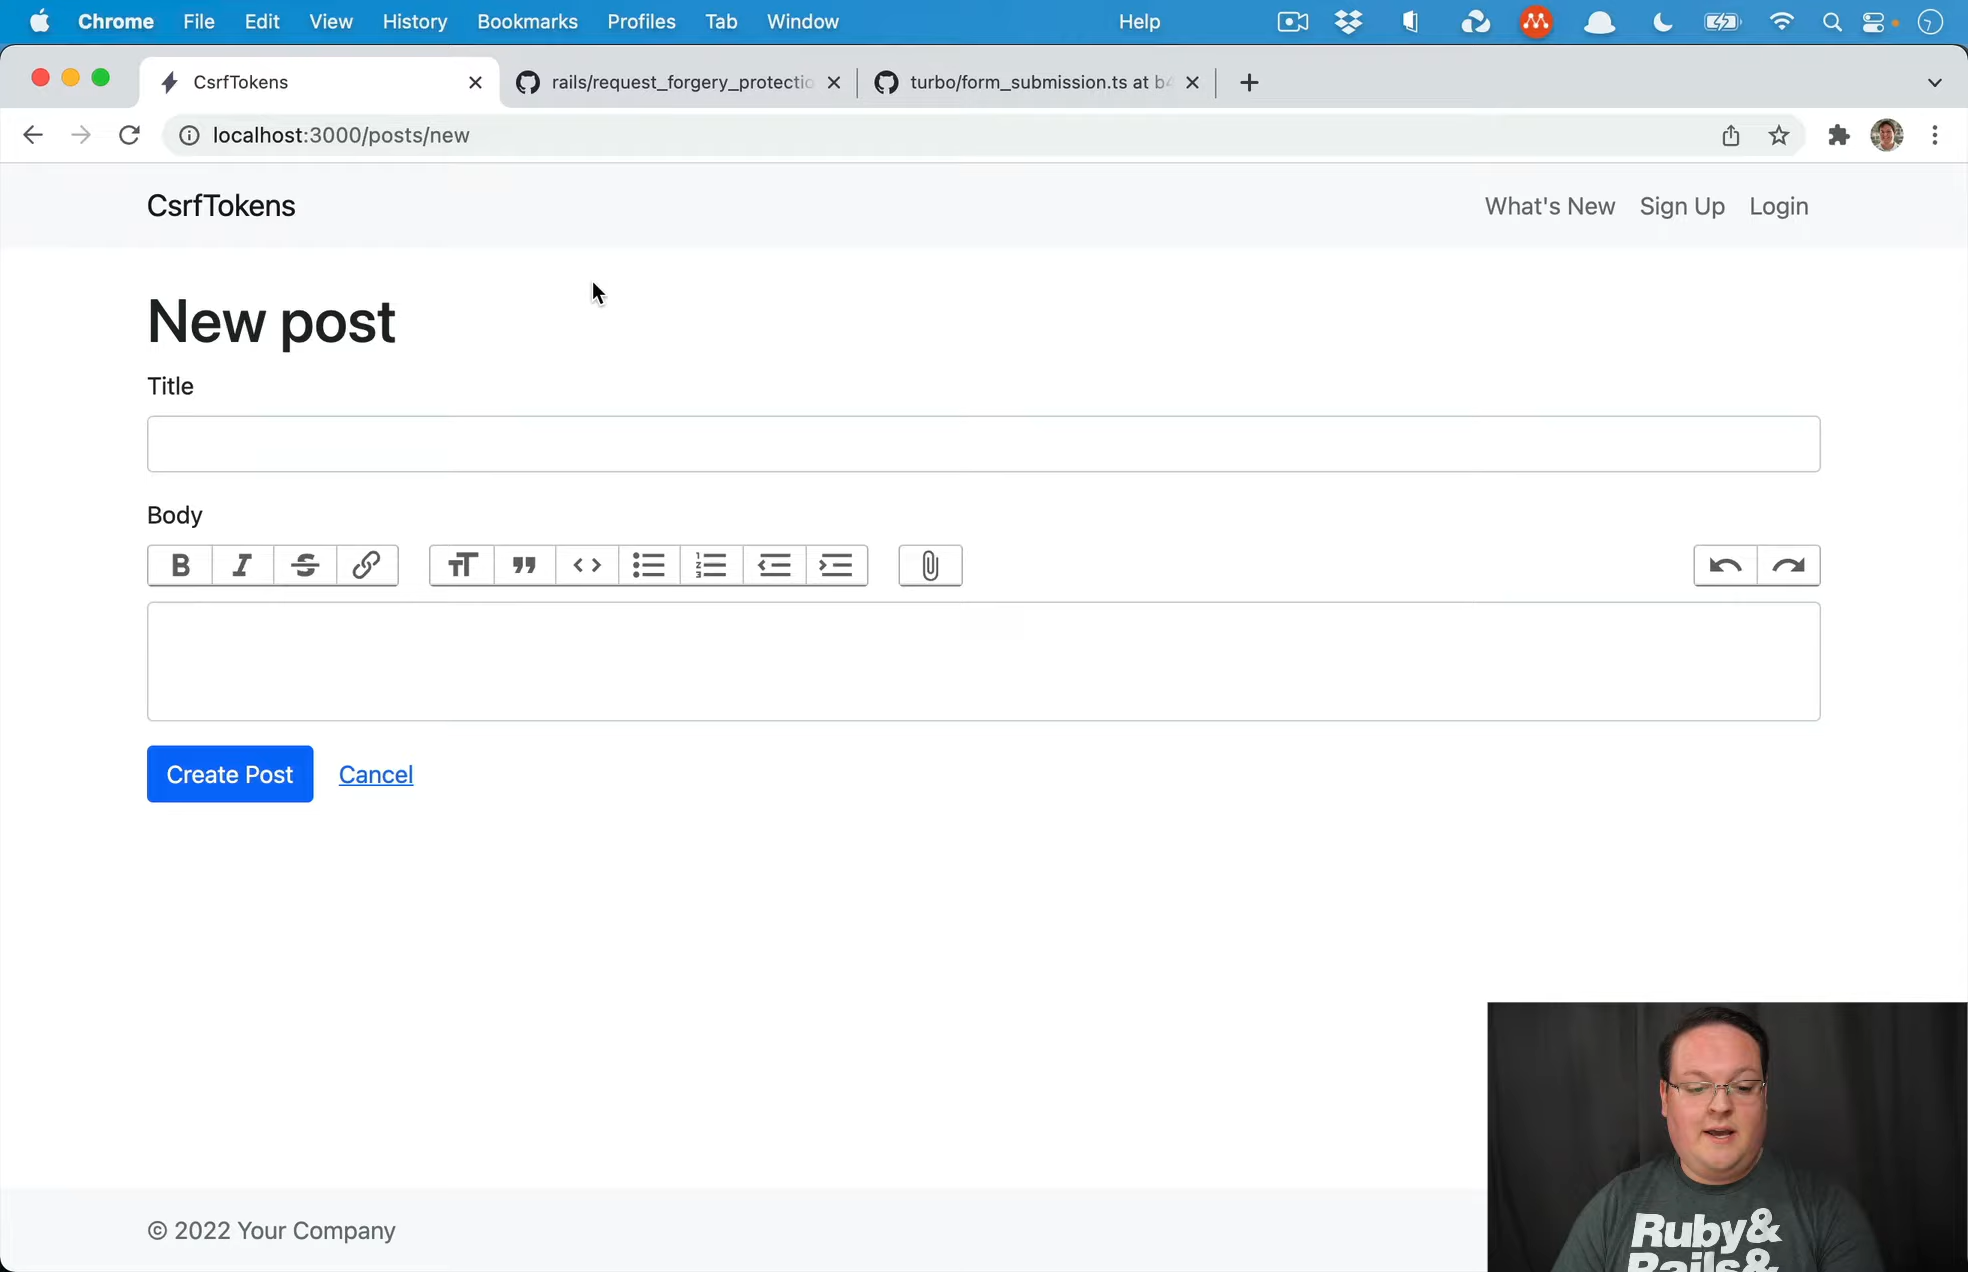 Chrome File Edit View History Bookmarks Profiles Tab Window Help
CsrfTokens rails/request_forgery_protectio turbo/form_submission.ts at b4
localhost:3000/posts/new
CsrfTokens What's New Sign Up Login
New post
Title
Body
Create Post Cancel
© 2022 Your Company
Ruby&
Rails&